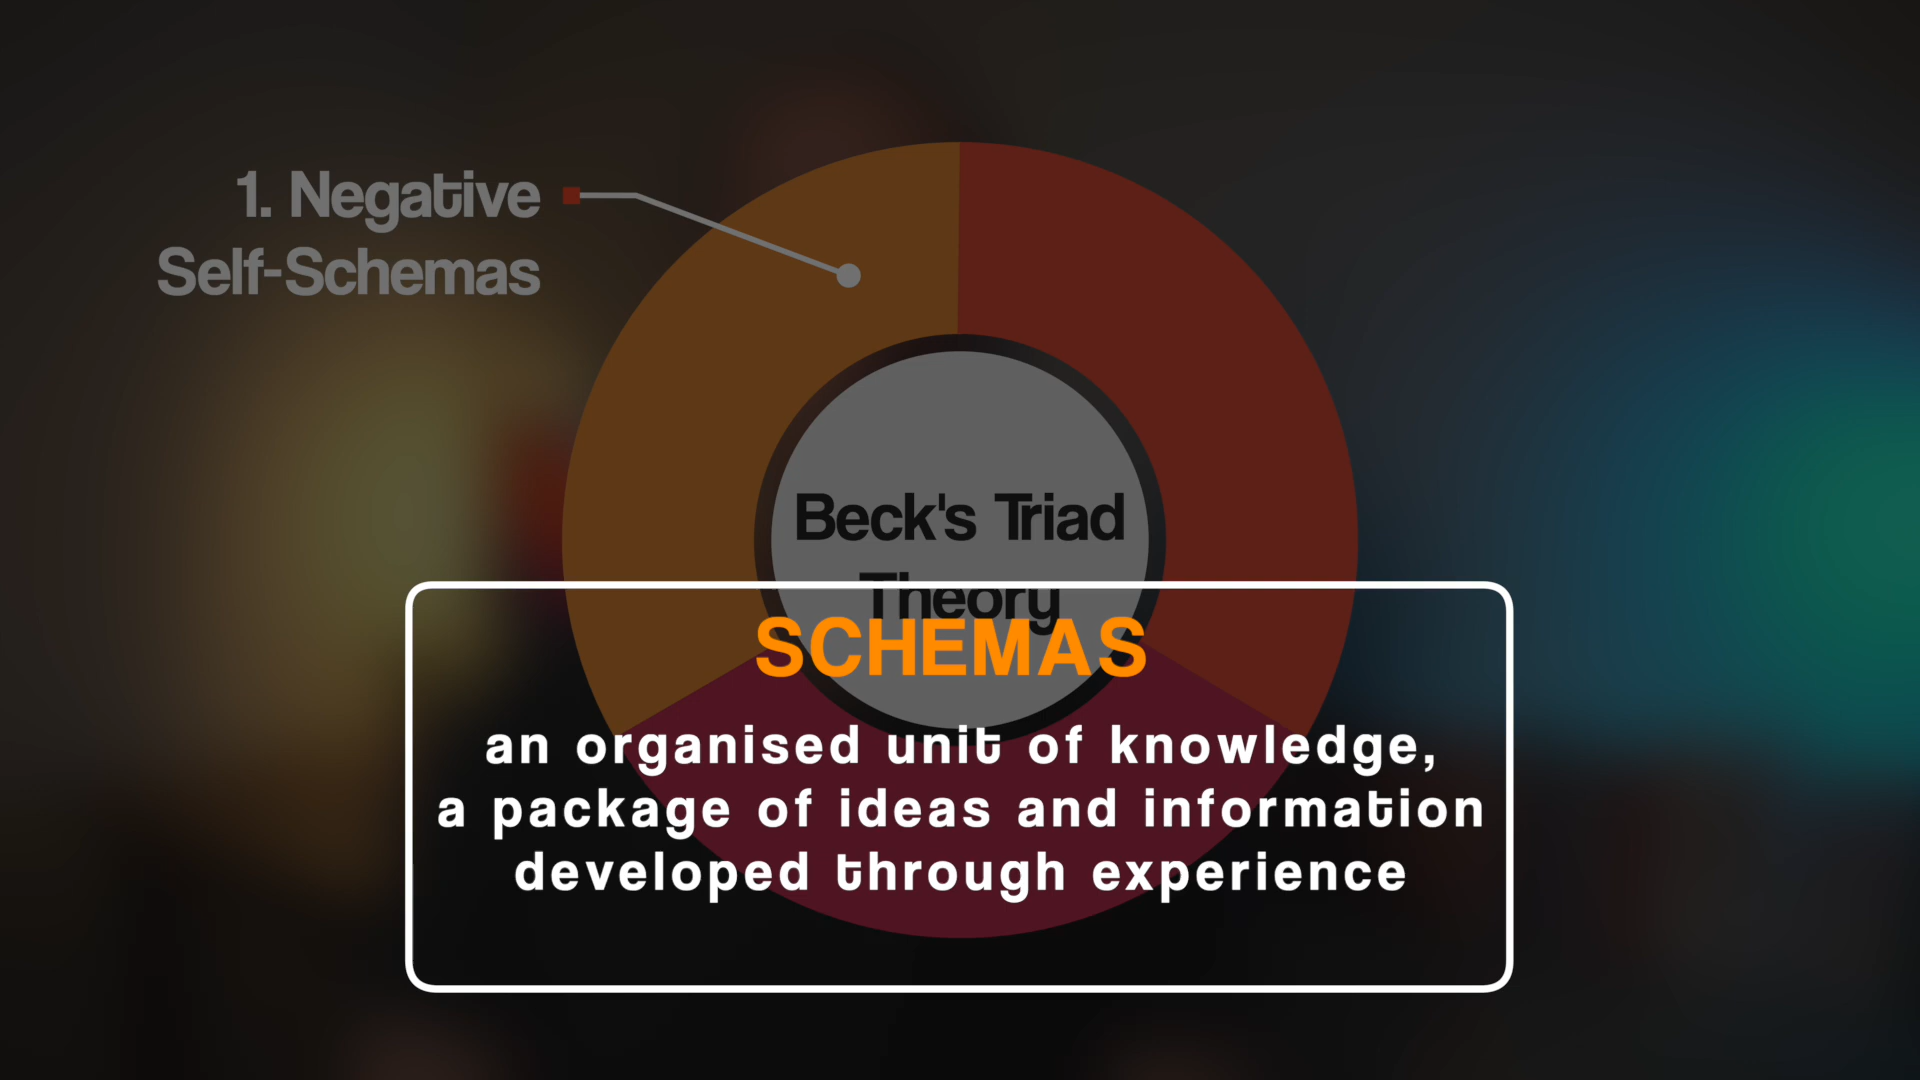 1. Negative
Self-Schemas
Beck's Triad
Theory
SCHEMAS
an organised unit of knowledge,
a package of ideas and information
developed through experience